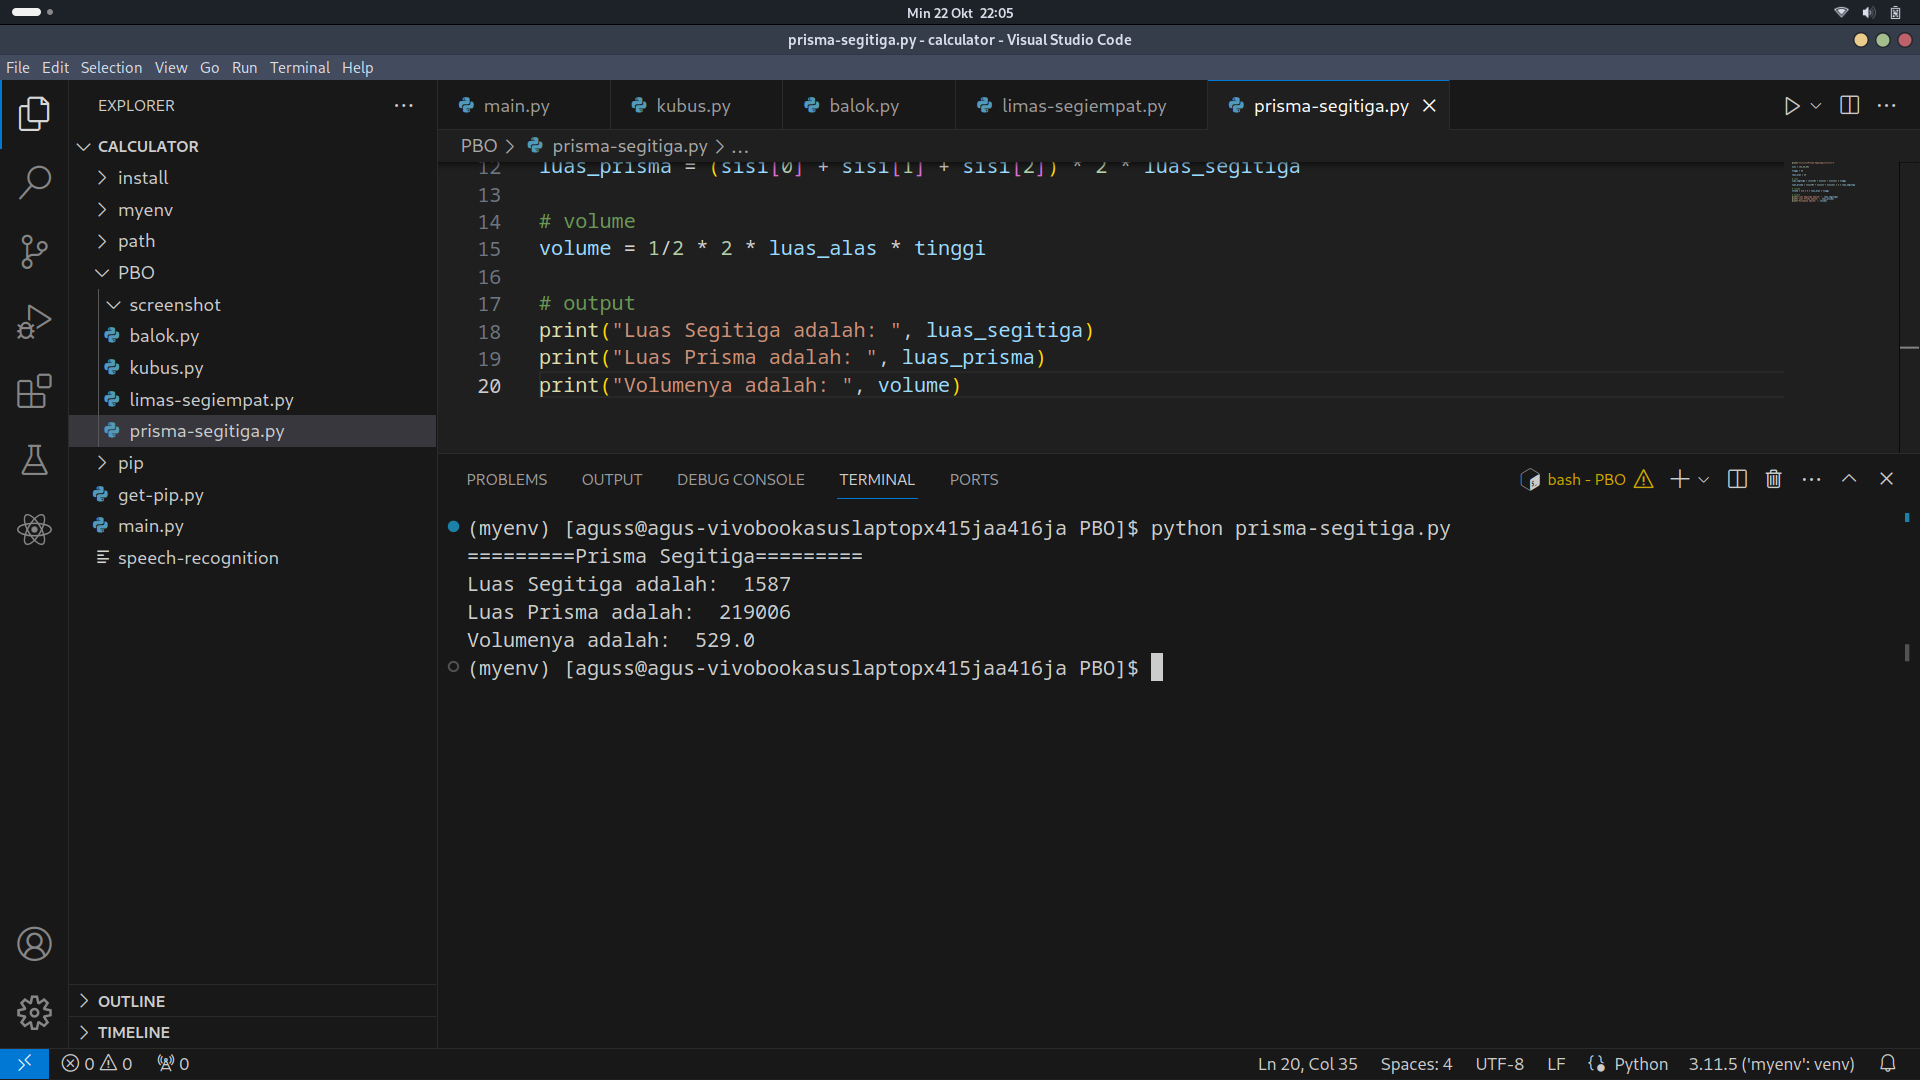 Min 22 Okt 22:05
prisma-segitiga.py - calculator - Visual Studio Code
File Edit Selection View Go Run Terminal Help
EXPLORER
CALCULATOR
install
myenv
path
PBO
screenshot
balok.py
kubus.py
limas-segiempat.py
prisma-segitiga.py
pip
get-pip.py
main.py
speech-recognition
OUTLINE
TIMELINE
main.py kubus.py balok.py limas-segiempat.py prisma-segitiga.py
PBO > prisma-segitiga.py > ...
12 luas_prisma = (sisi[0] + sisi[1] + sisi[2]) * 2 * luas_segitiga
13
14 # volume
15 volume = 1/2 * 2 * luas_alas * tinggi
16
17 # output
18 print("Luas Segitiga adalah: ", luas_segitiga)
19 print("Luas Prisma adalah: ", luas_prisma)
20 print("Volumenya adalah: ", volume)
PROBLEMS OUTPUT DEBUG CONSOLE TERMINAL PORTS
bash - PBO
(myenv) [aguss@agus-vivobookasuslaptopx415jaa416ja PBO]$ python prisma-segitiga.py
=========Prisma Segitiga=========
Luas Segitiga adalah:  1587
Luas Prisma adalah:  219006
Volumenya adalah:  529.0
(myenv) [aguss@agus-vivobookasuslaptopx415jaa416ja PBO]$
0 0 0
Ln 20, Col 35 Spaces: 4 UTF-8 LF Python 3.11.5 ('myenv': venv)